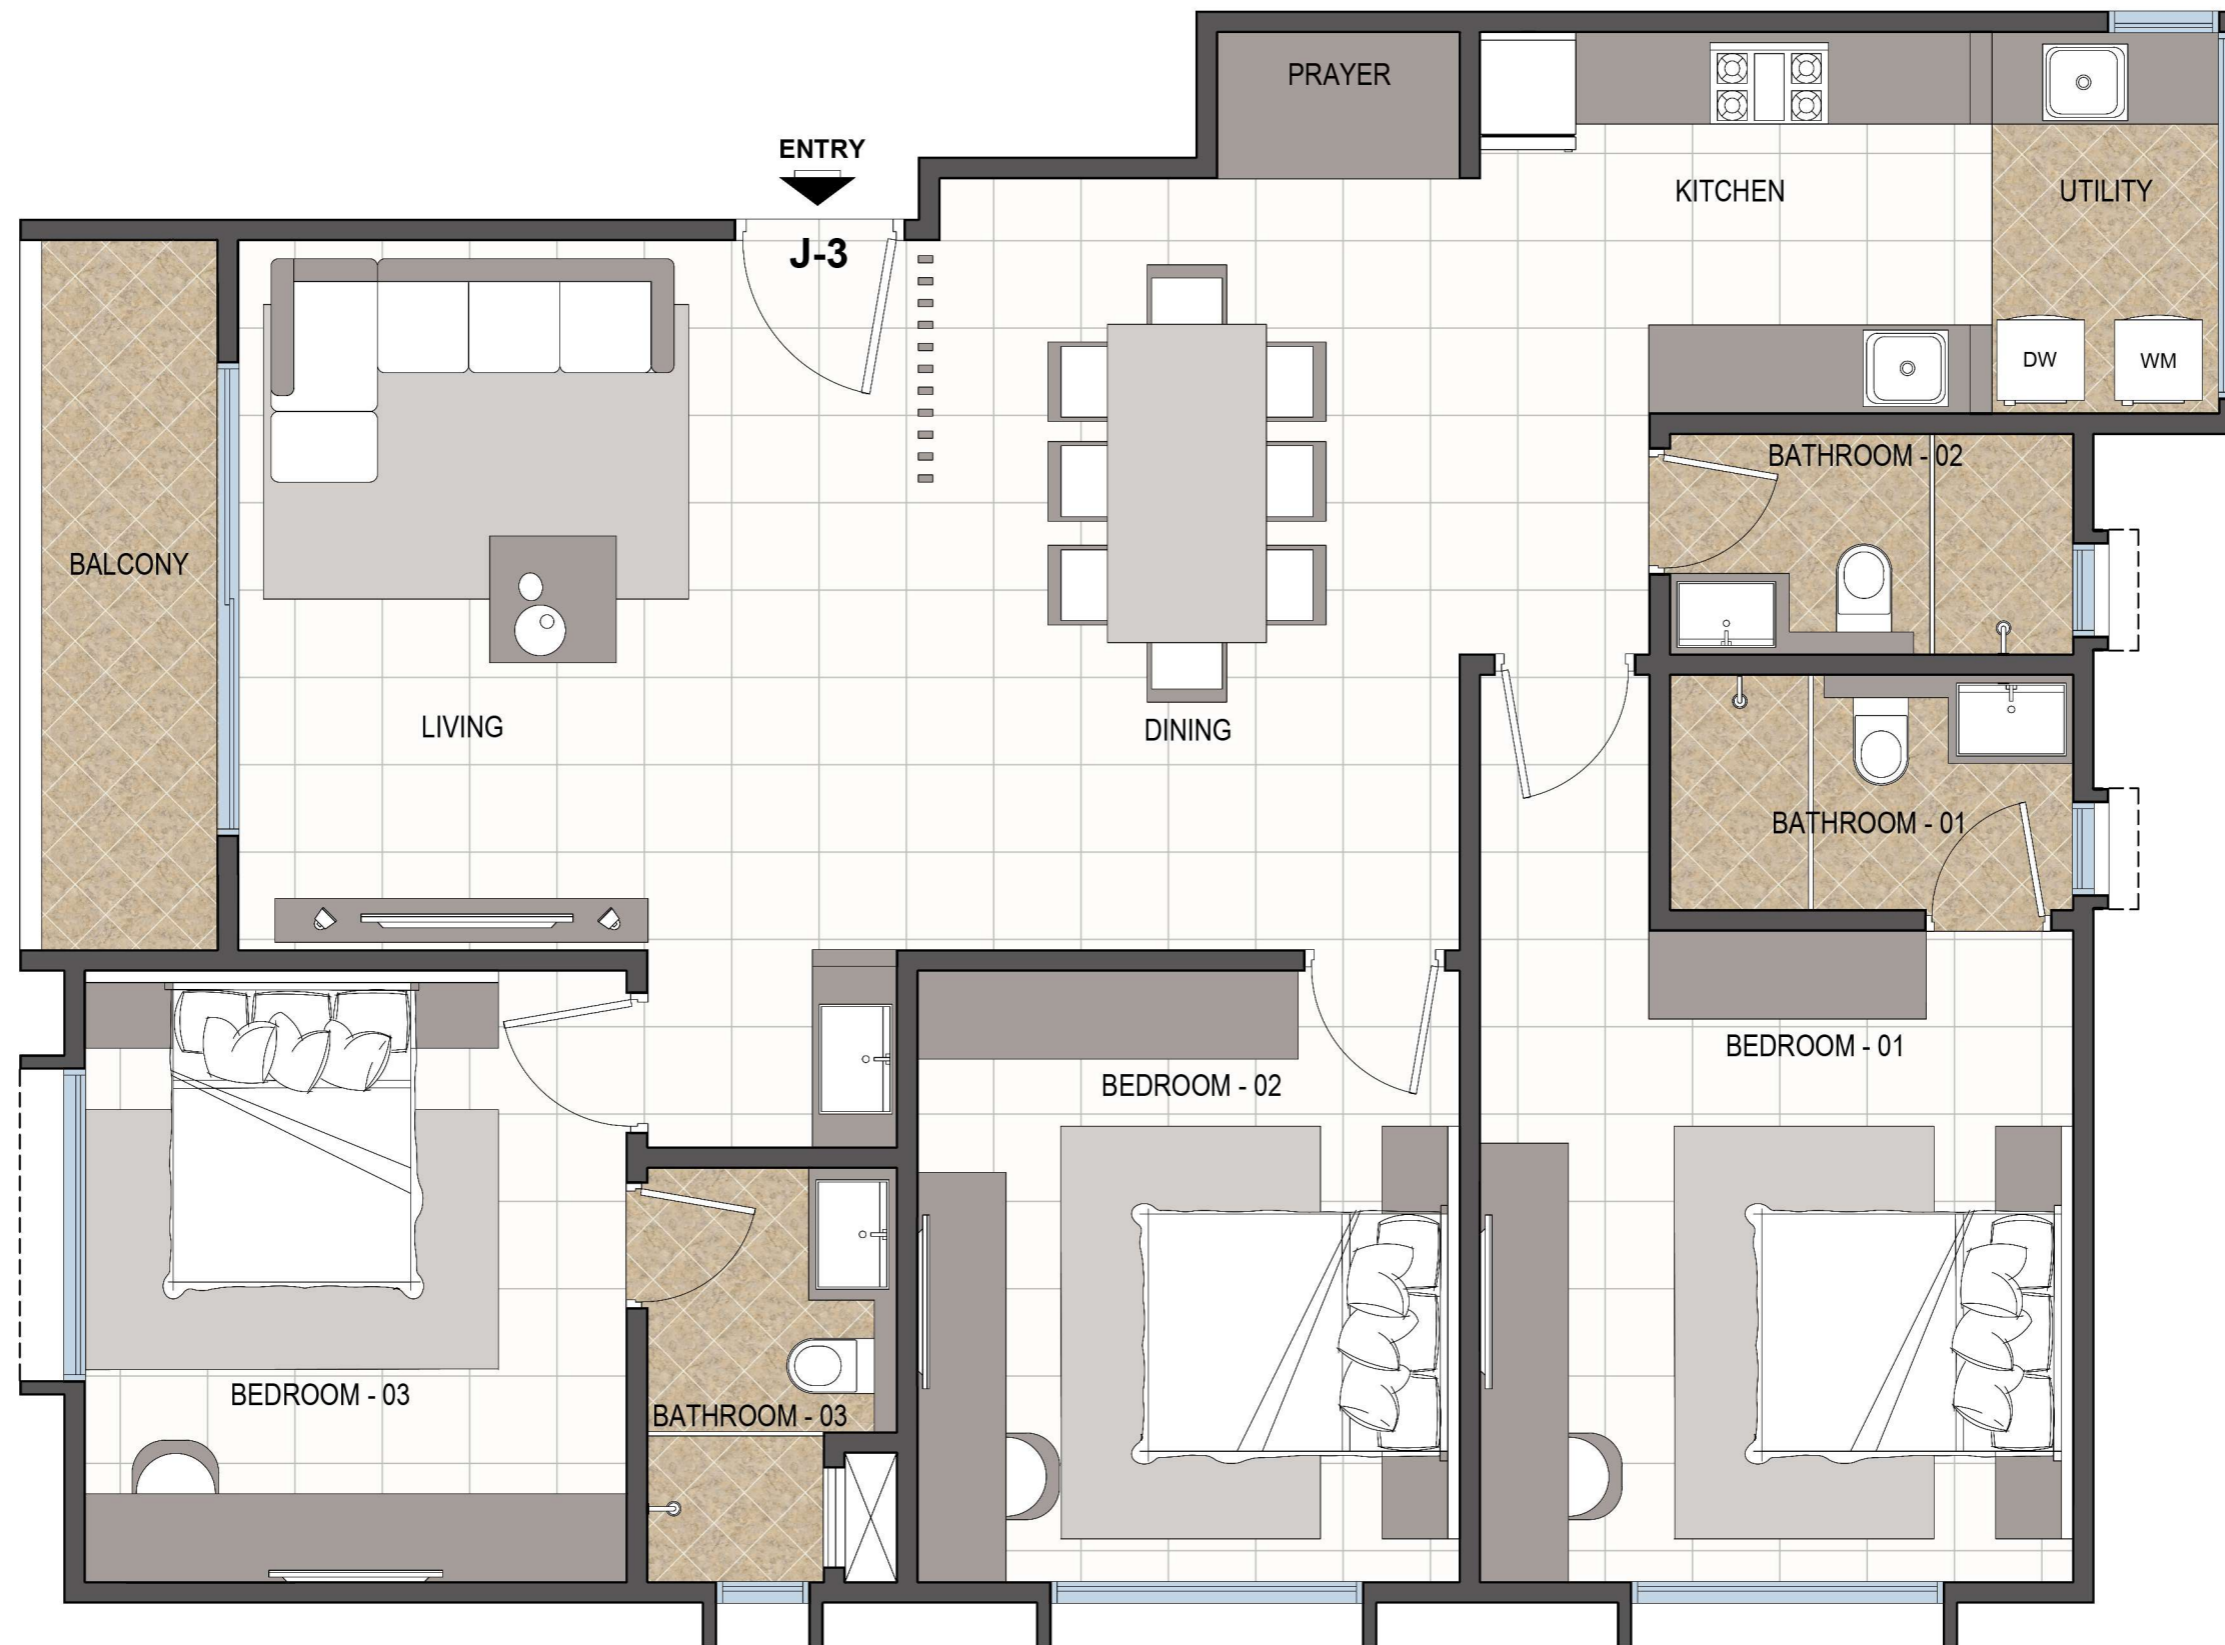 PRAYER
ENTRY
KITCHEN
UTILITY
J-3
DW
WM
BATHROOM - 02
BALCONY
LIVING
DINING
BATHROOM - 01
BEDROOM - 01
BEDROOM - 02
BEDROOM - 03
BATHROOM - 03